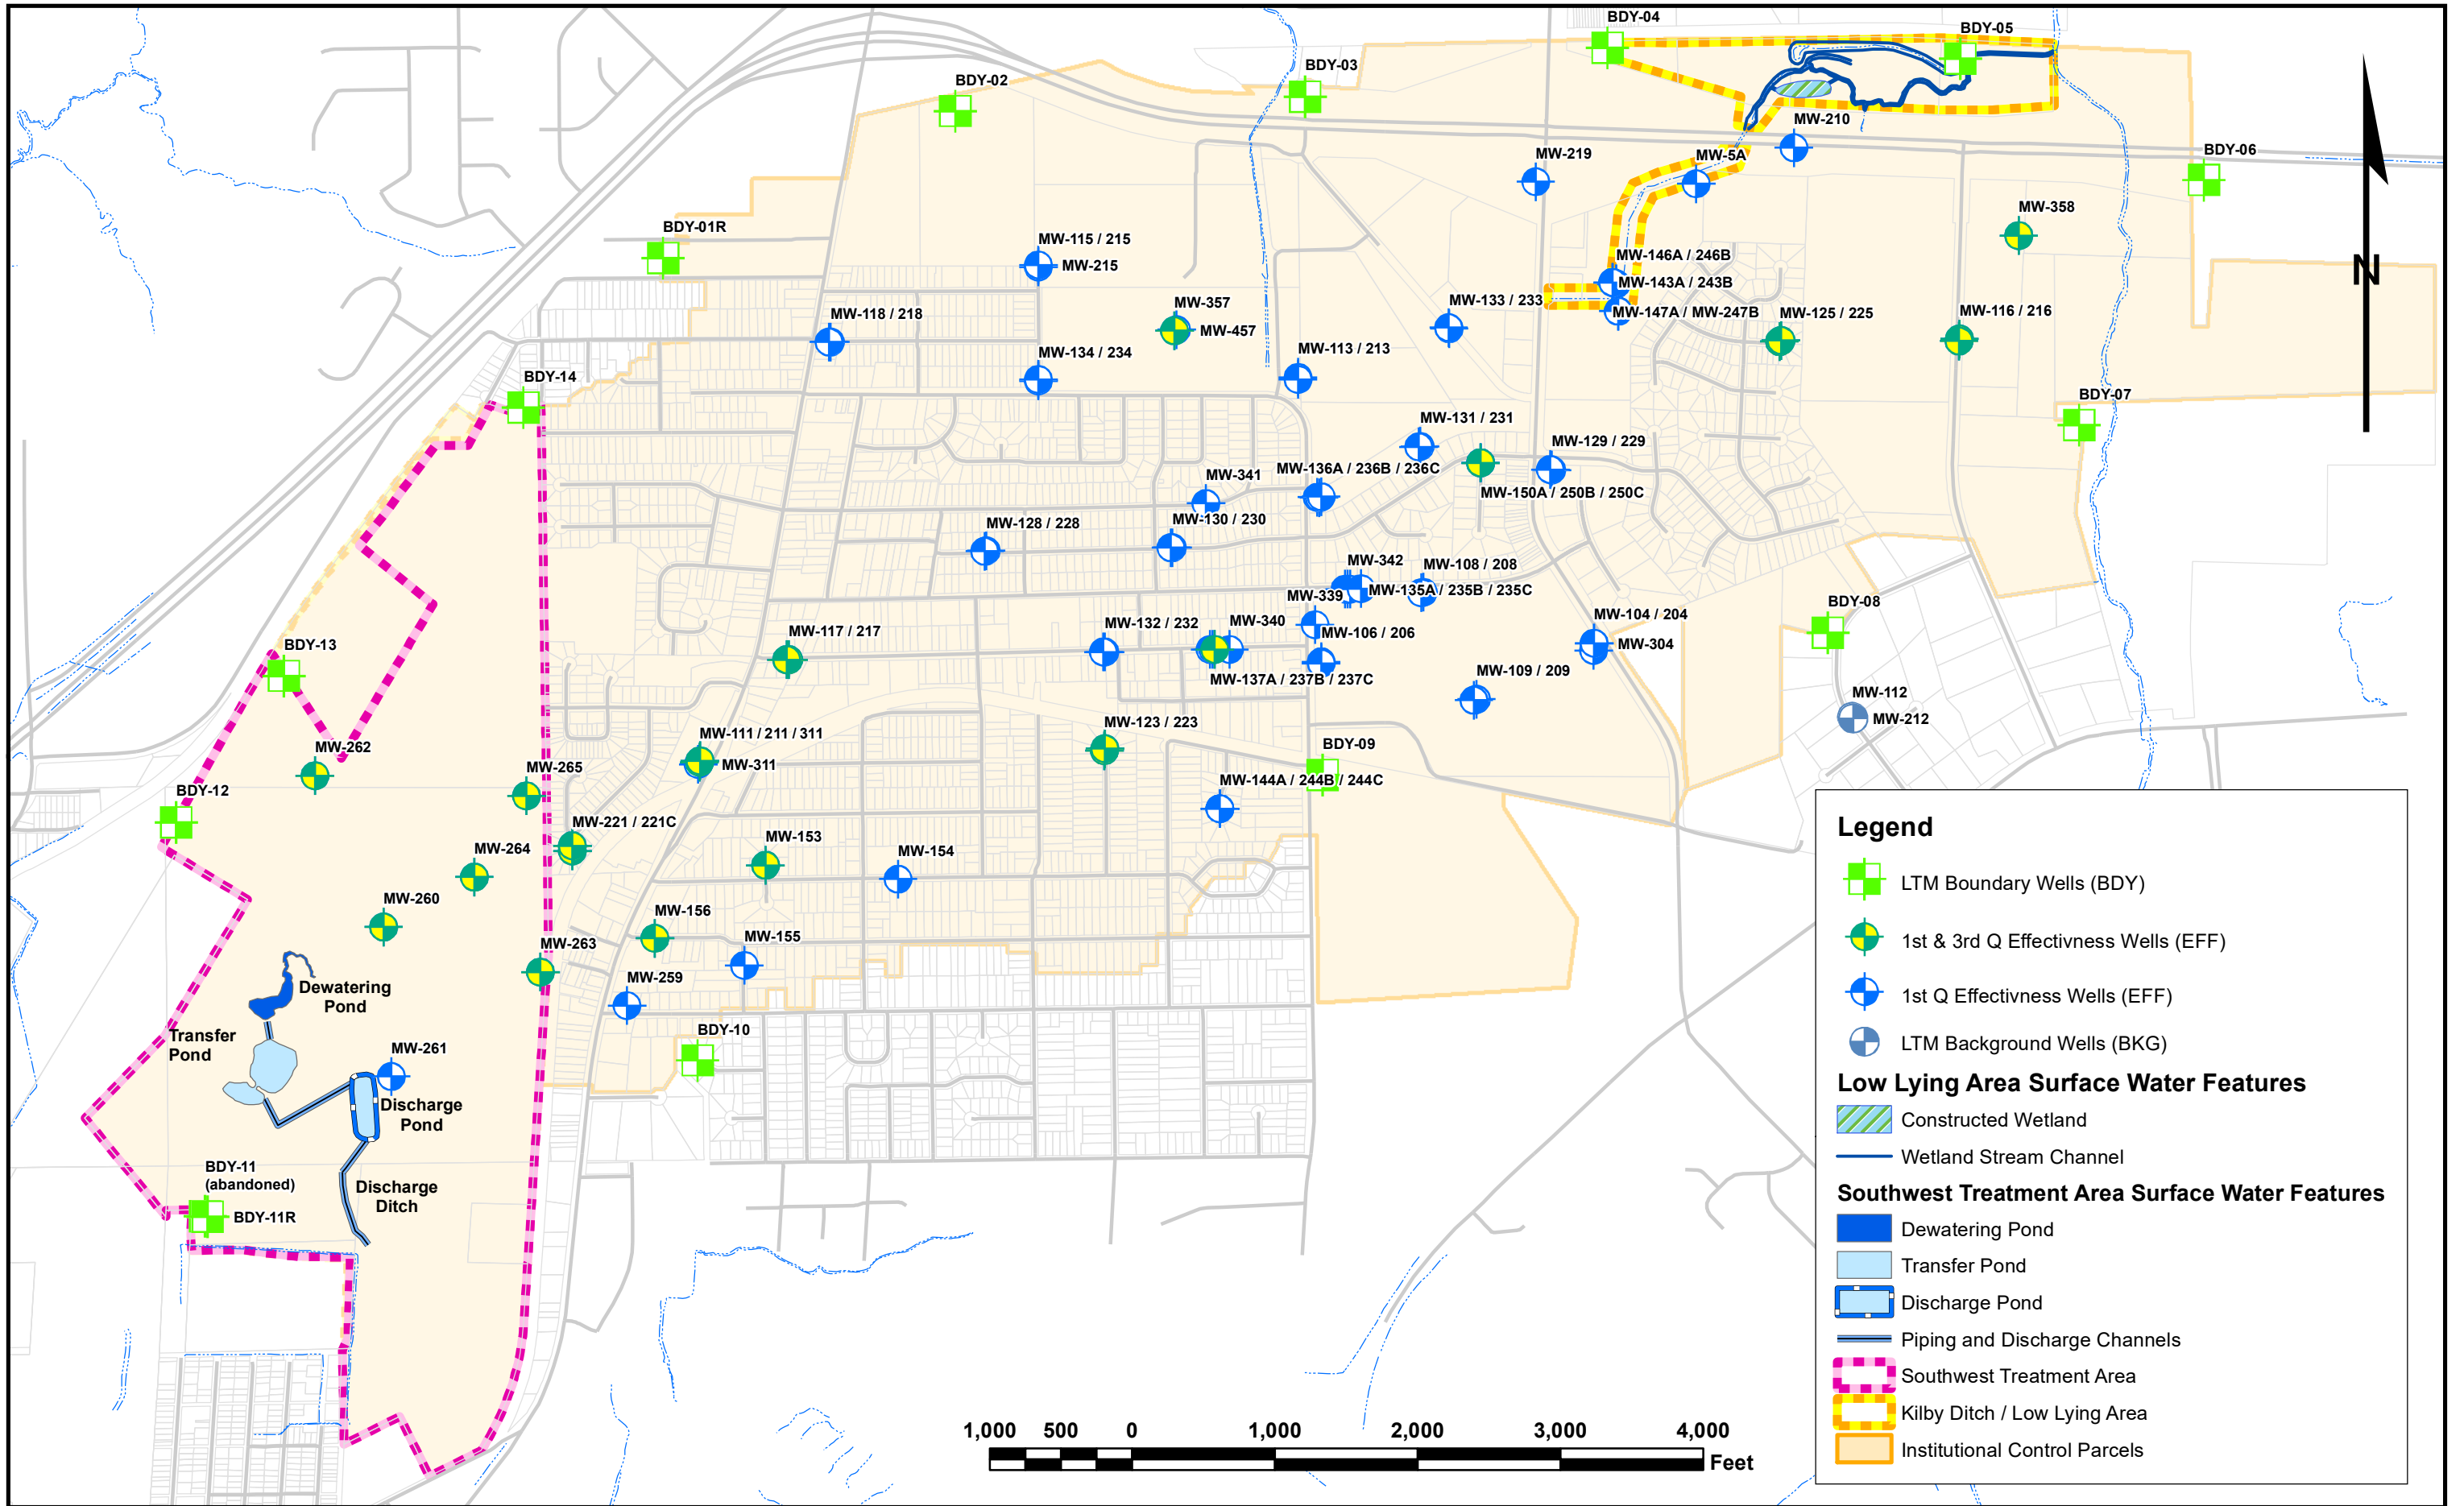 BDY-04
BDY-05
BDY-02
BDY-03
MW-210
MW-219
MW-5A
BDY-06
BDY-01R
MW-115 / 215
MW-215
MW-358
MW-146A / 246B
MW-143A / 243B
MW-357
MW-457
MW-133 / 233
MW-147A / MW-247B
MW-125 / 225
MW-116 / 216
MW-118 / 218
MW-134 / 234
MW-113 / 213
N
BDY-14
BDY-07
MW-131 / 231
MW-129 / 229
MW-341
MW-136A / 236B / 236C
MW-150A / 250B / 250C
MW-128 / 228
MW-130 / 230
MW-342
MW-108 / 208
MW-339
MW-135A / 235B / 235C
BDY-08
MW-104 / 204
MW-304
MW-117 / 217
MW-132 / 232
MW-340
MW-106 / 206
BDY-13
MW-137A / 237B / 237C
MW-109 / 209
MW-112
MW-212
MW-123 / 223
MW-111 / 211 / 311
MW-311
BDY-09
MW-262
MW-265
MW-144A / 244B / 244C
BDY-12
MW-221 / 221C
MW-153
MW-154
MW-264
MW-260
MW-156
MW-155
MW-263
MW-259
Dewatering
Pond
Transfer
Pond
BDY-10
MW-261
Discharge
Pond
BDY-11
(abandoned)
BDY-11R
Discharge
Ditch
Legend
LTM Boundary Wells (BDY)
1st & 3rd Q Effectivness Wells (EFF)
1st Q Effectivness Wells (EFF)
LTM Background Wells (BKG)
Low Lying Area Surface Water Features
Constructed Wetland
Wetland Stream Channel
Southwest Treatment Area Surface Water Features
Dewatering Pond
Transfer Pond
Discharge Pond
Piping and Discharge Channels
Southwest Treatment Area
Kilby Ditch / Low Lying Area
Institutional Control Parcels
1,000 500 0 1,000 2,000 3,000 4,000
Feet